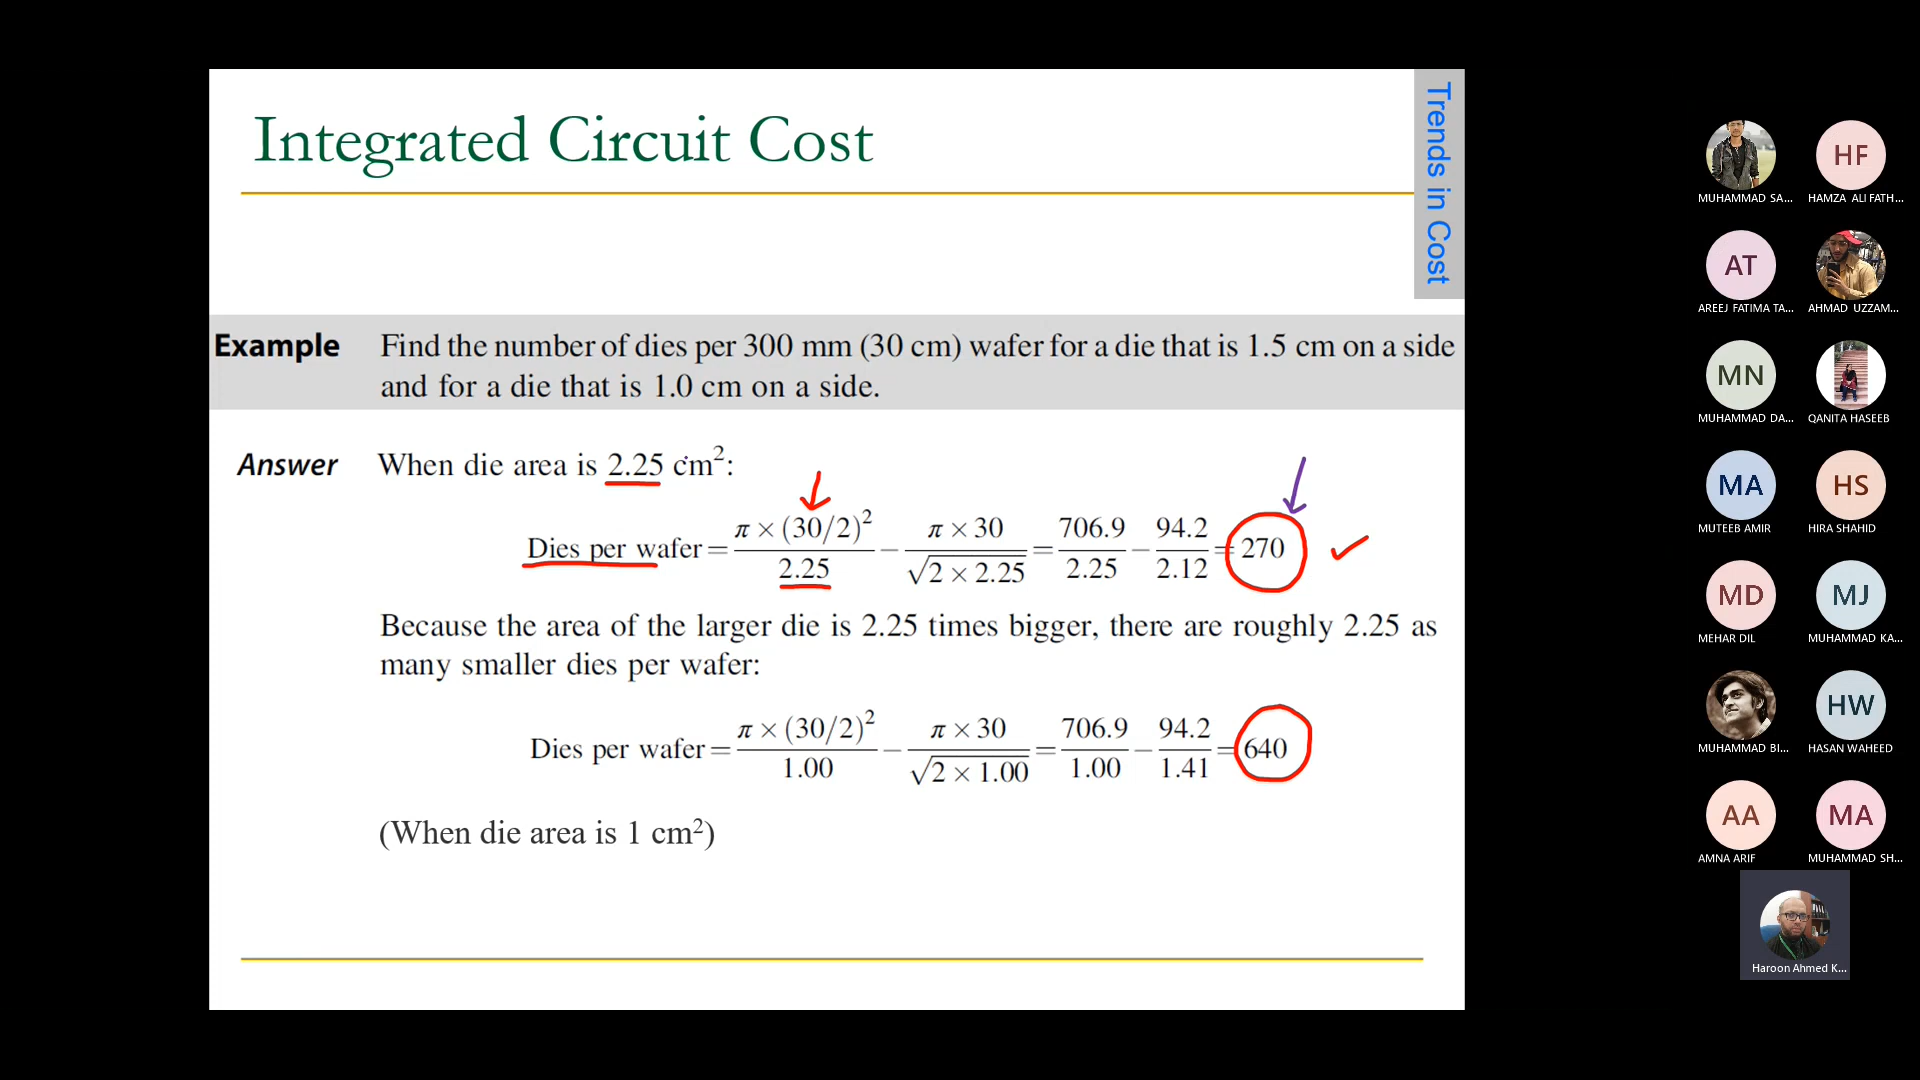 Integrated Circuit Cost
Trends in Cost
Example Find the number of dies per 300 mm (30 cm) wafer for a die that is 1.5 cm on a side
and for a die that is 1.0 cm on a side.
Answer When die area is 2.25 cm²:
Dies per wafer = π × (30/2)² / 2.25 − π × 30 / √2 × 2.25 = 706.9 / 2.25 − 94.2 / 2.12 = 270
Because the area of the larger die is 2.25 times bigger, there are roughly 2.25 as
many smaller dies per wafer:
Dies per wafer = π × (30/2)² / 1.00 − π × 30 / √2 × 1.00 = 706.9 / 1.00 − 94.2 / 1.41 = 640
(When die area is 1 cm²)
MUHAMMAD SA...
HF
HAMZA ALI FATH...
AT
AREEJ FATIMA TA...
AHMAD UZZAM...
MN
MUHAMMAD DA...
QANITA HASEEB
MA
MUTEEB AMIR
HS
HIRA SHAHID
MD
MEHAR DIL
MJ
MUHAMMAD KA...
MUHAMMAD BI...
HW
HASAN WAHEED
AA
AMNA ARIF
MA
MUHAMMAD SH...
Haroon Ahmed K...